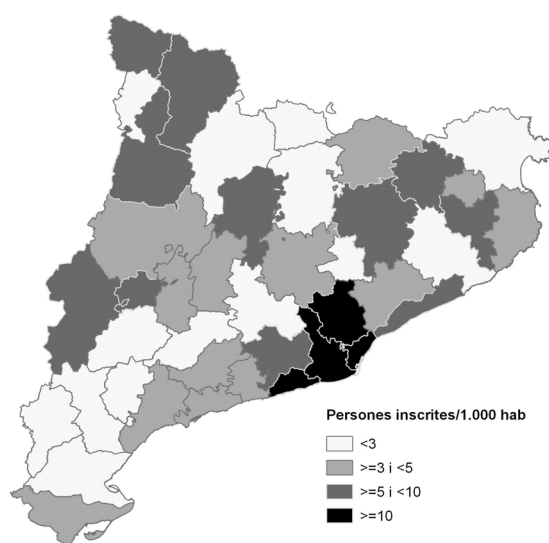 Persones inscrites/1.000 hab
<3
>=3 i <5
>=5 i <10
>=10